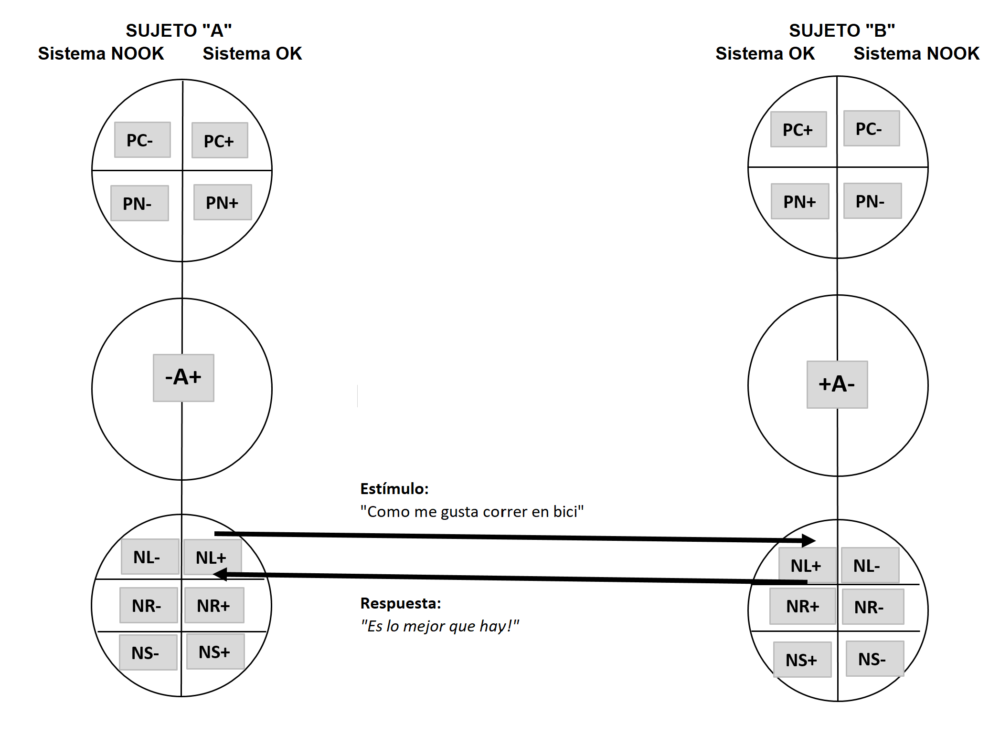 SUJETO "A"
Sistema NOOK Sistema OK
PC- PC+
PN- PN+
-A+
NL- NL+
NR- NR+
NS- NS+
Estímulo:
"Como me gusta correr en bici"
Respuesta:
"Es lo mejor que hay!"
SUJETO "B"
Sistema OK Sistema NOOK
PC+ PC-
PN+ PN-
+A-
NL+ NL-
NR+ NR-
NS+ NS-